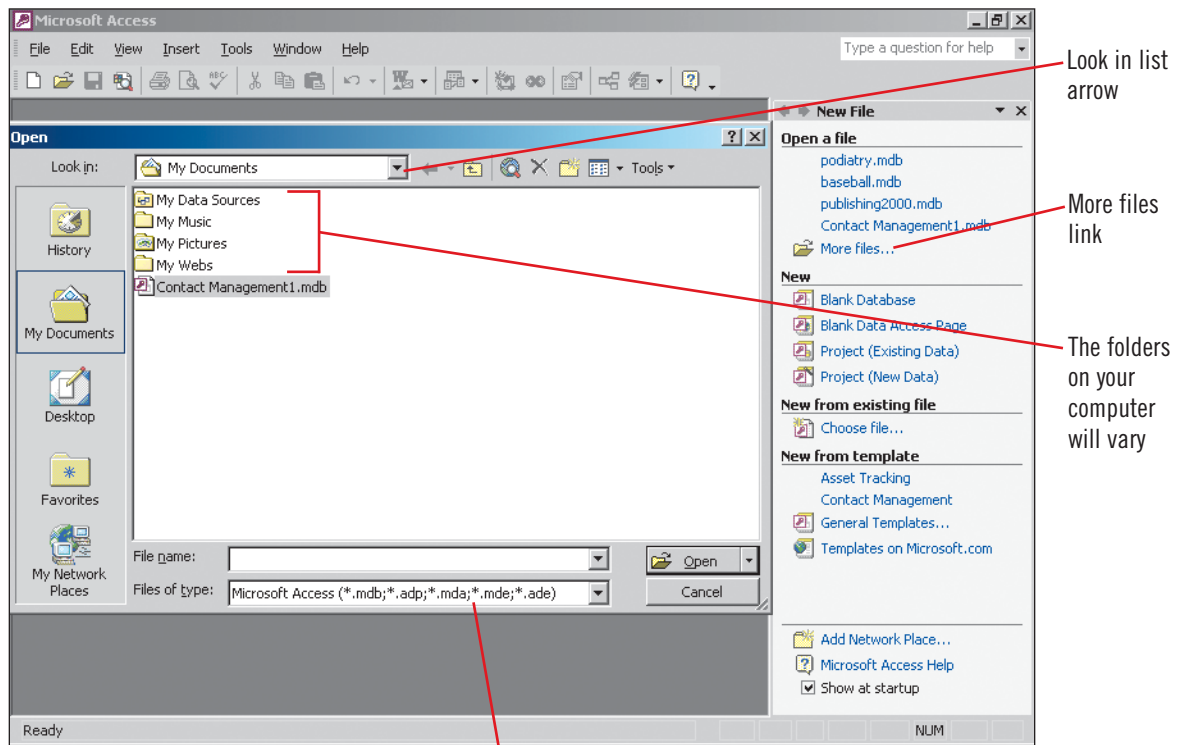 Microsoft Access
File Edit View Insert Tools Window Help
Type a question for help
New File
Open
Look in:
My Documents
Tools
My Data Sources
My Music
My Pictures
My Webs
Contact Management1.mdb
History
My Documents
Desktop
Favorites
My Network
Places
File name:
Open
Files of type:
Microsoft Access (*.mdb;*.adp;*.mda;*.mde;*.ade)
Cancel
Open a file
podiatry.mdb
baseball.mdb
publishing2000.mdb
Contact Management1.mdb
More files...
New
Blank Database
Blank Data Access Page
Project (Existing Data)
Project (New Data)
New from existing file
Choose file...
New from template
Asset Tracking
Contact Management
General Templates...
Templates on Microsoft.com
Add Network Place...
Microsoft Access Help
Show at startup
Ready
NUM
Look in list
arrow
More files
link
The folders
on your
computer
will vary